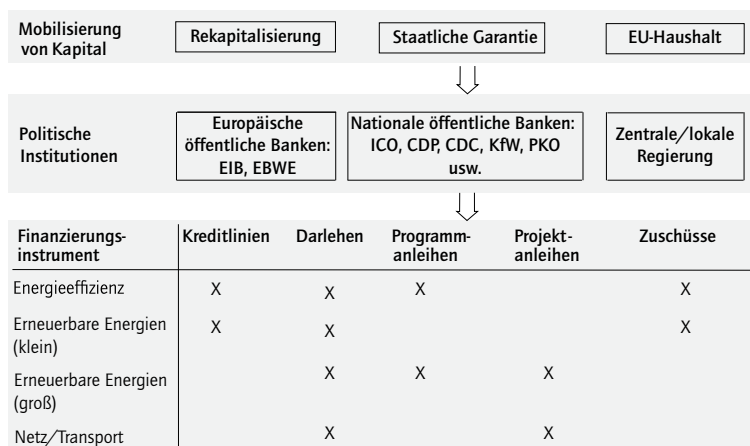 Mobilisierung
von Kapital
Rekapitalisierung
Staatliche Garantie
EU-Haushalt
Politische
Institutionen
Europäische
öffentliche Banken:
EIB, EBWE
Nationale öffentliche Banken:
ICO, CDP, CDC, KfW, PKO
usw.
Zentrale/lokale
Regierung
Finanzierungs-
instrument
Kreditlinien
Darlehen
Programm-
anleihen
Projekt-
anleihen
Zuschüsse
Energieeffizienz X X X X
Erneuerbare Energien X X X
(klein)
Erneuerbare Energien X X X
(groß)
Netz/Transport X X